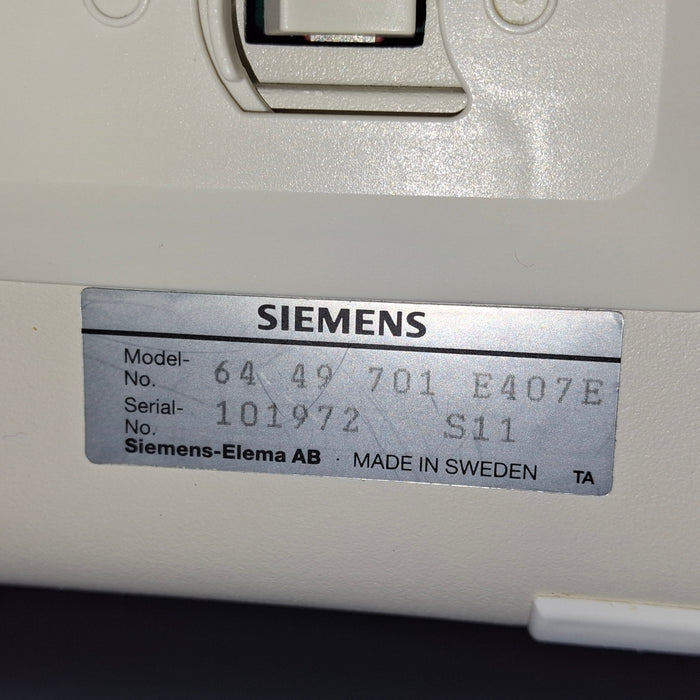 SIEMENS
Model-
No. 64 49 701 E407E
Serial-
No. 101972 S11
Siemens-Elema AB · MADE IN SWEDEN TA